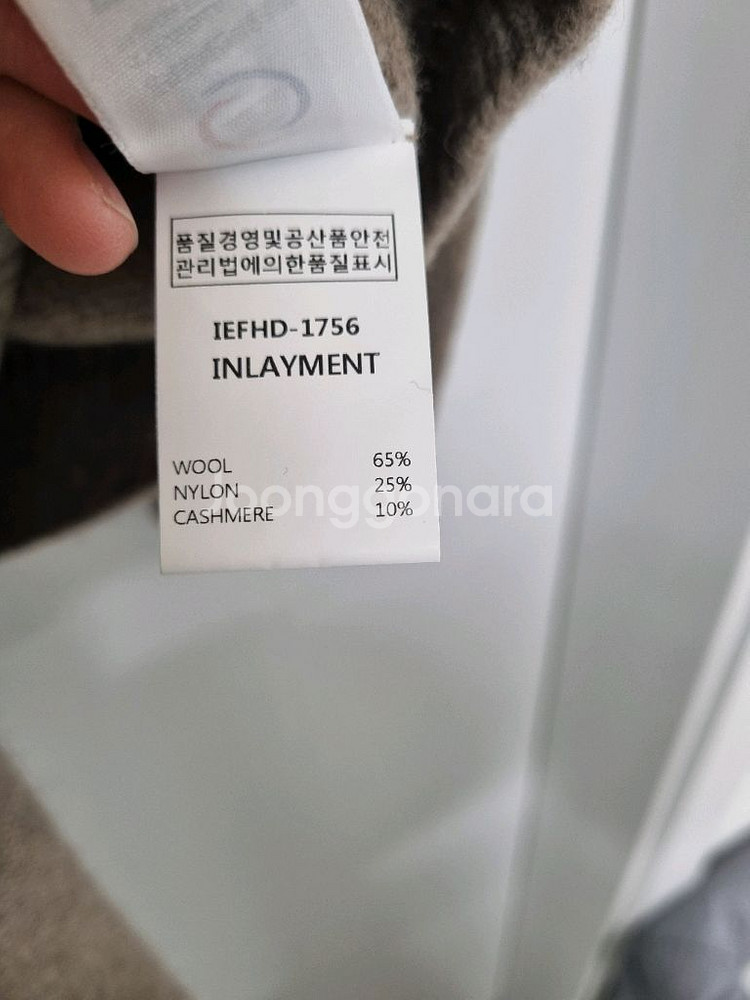 품질경영및공산품안전
관리법에의한품질표시
IEFHD-1756
INLAYMENT
WOOL 65%
NYLON 25%
CASHMERE 10%
joonggonara